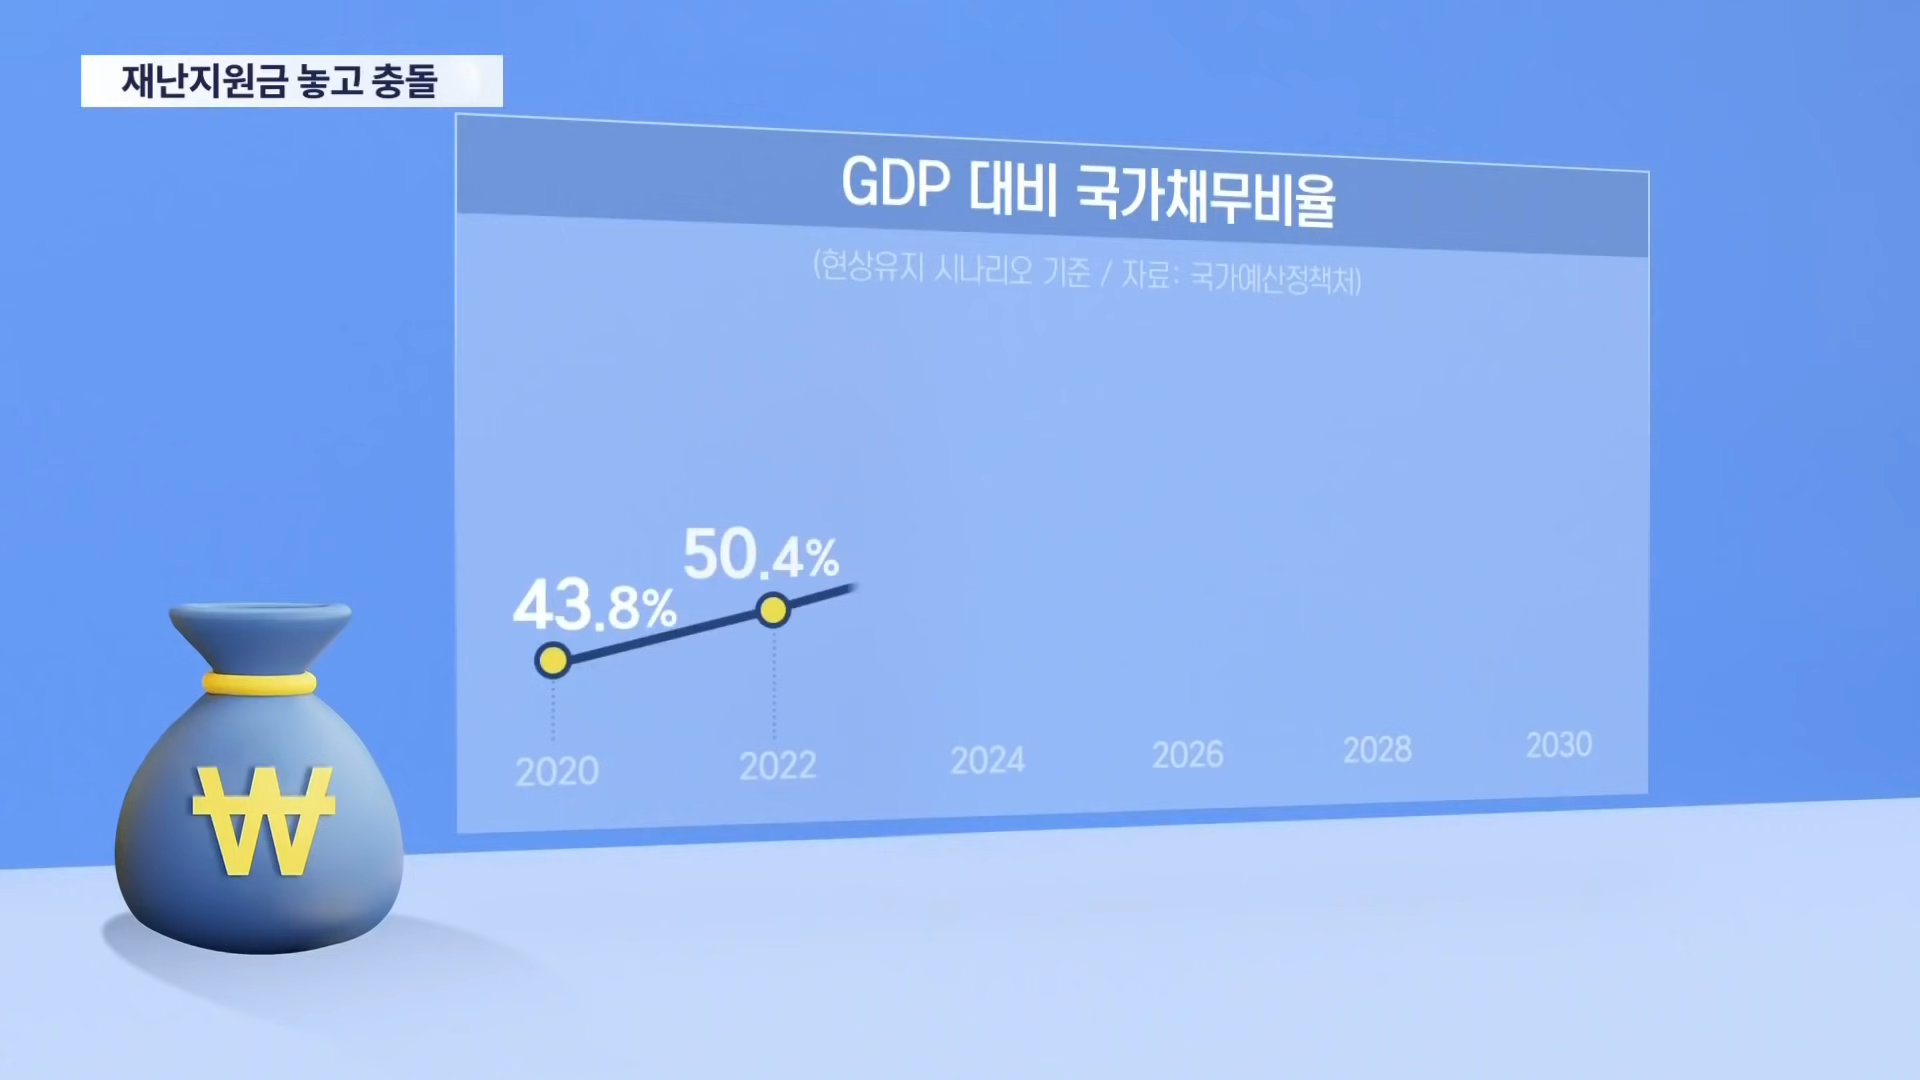 재난지원금 놓고 충돌
GDP 대비 국가채무비율
(현상유지 시나리오 기준 / 자료: 국가예산정책처)
50.4%
43.8%
2020 2022 2024 2026 2028 2030
₩